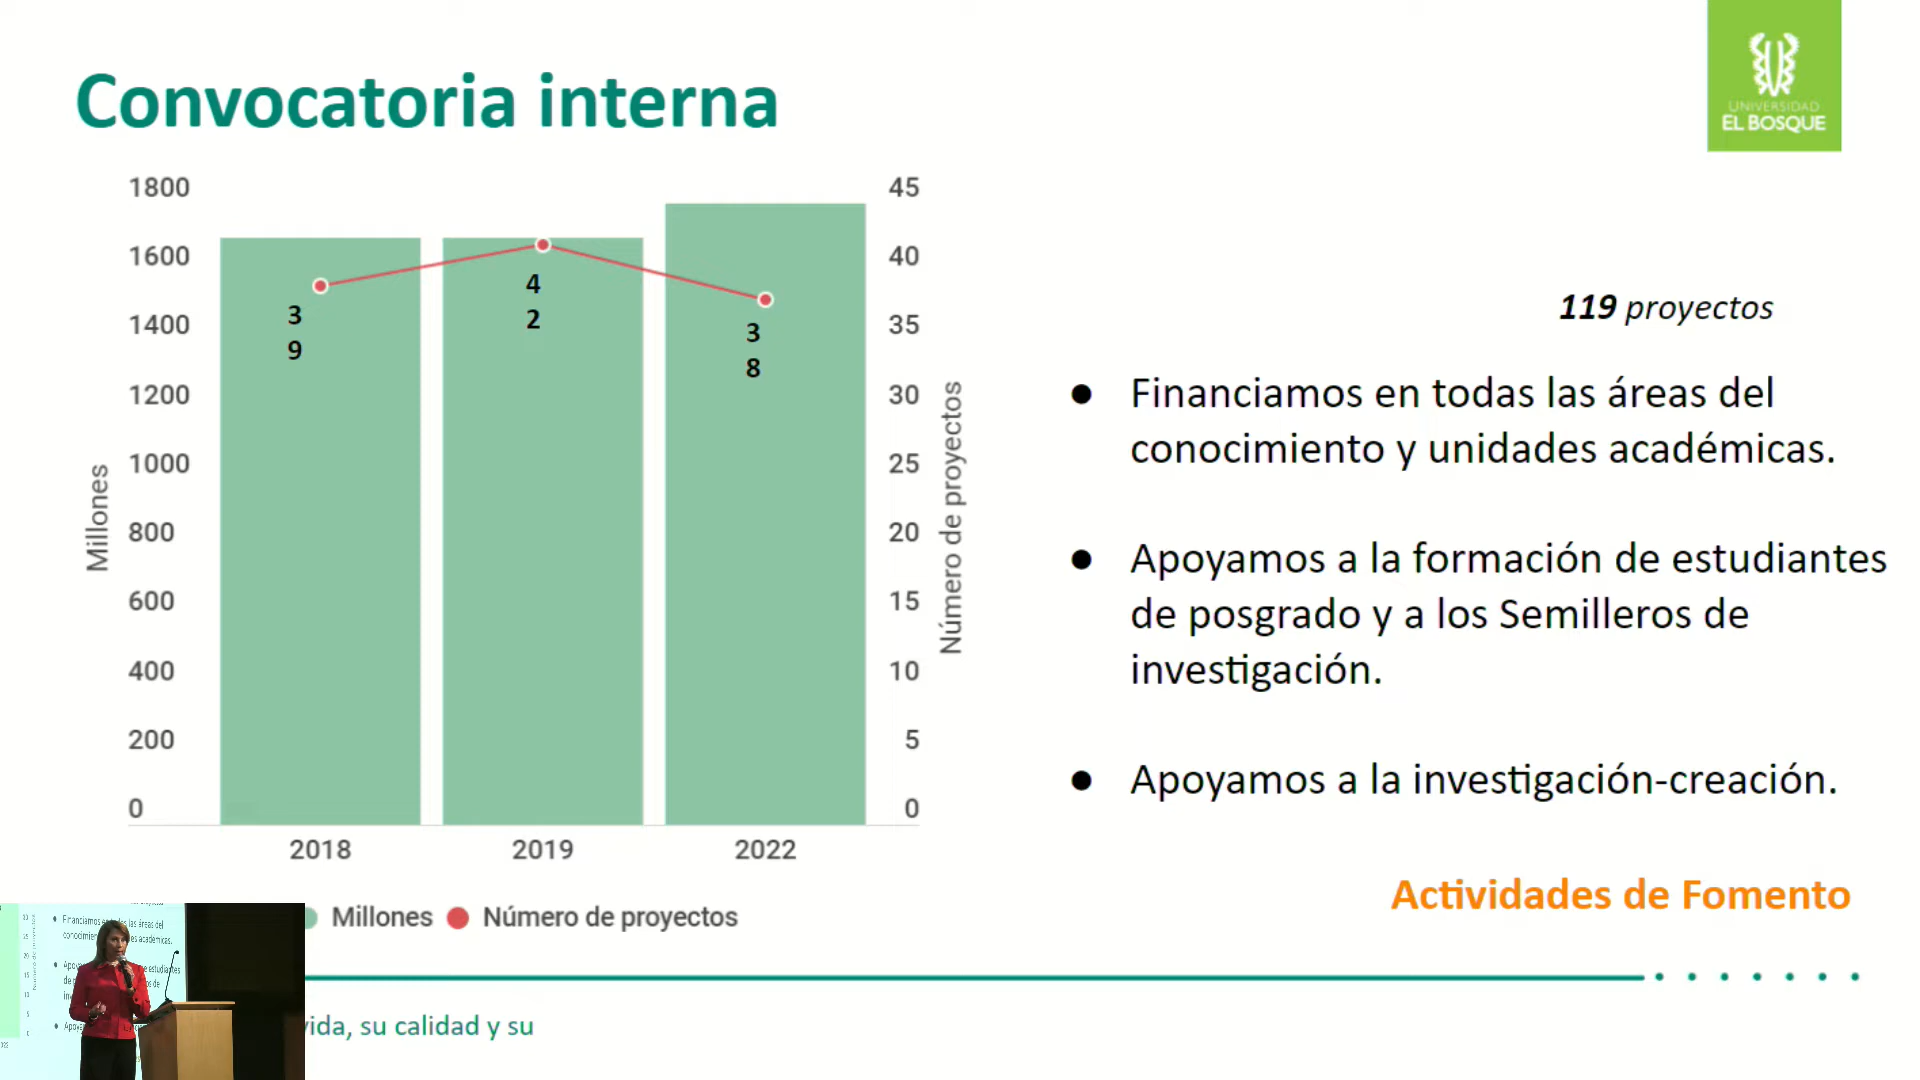 Convocatoria interna
UNIVERSIDAD
EL BOSQUE
1800
1600
1400
1200
1000
800
600
400
200
0
Millones
3
9
4
2
3
8
45
40
35
30
25
20
15
10
5
0
Número de proyectos
2018
2019
2022
Millones
Número de proyectos
119 proyectos
● Financiamos en todas las áreas del
conocimiento y unidades académicas.
● Apoyamos a la formación de estudiantes
de posgrado y a los Semilleros de
investigación.
● Apoyamos a la investigación-creación.
Actividades de Fomento
vida, su calidad y su